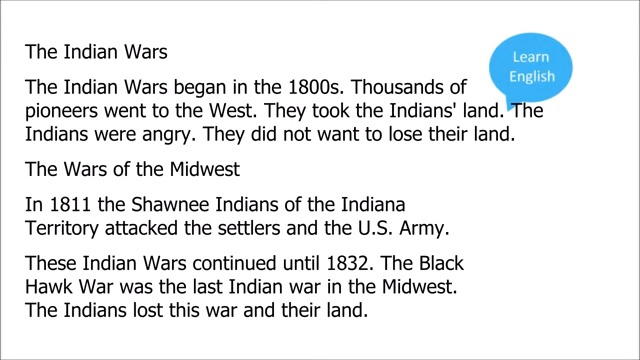 The Indian Wars
Learn
English
The Indian Wars began in the 1800s. Thousands of
pioneers went to the West. They took the Indians' land. The
Indians were angry. They did not want to lose their land.
The Wars of the Midwest
In 1811 the Shawnee Indians of the Indiana
Territory attacked the settlers and the U.S. Army.
These Indian Wars continued until 1832. The Black
Hawk War was the last Indian war in the Midwest.
The Indians lost this war and their land.